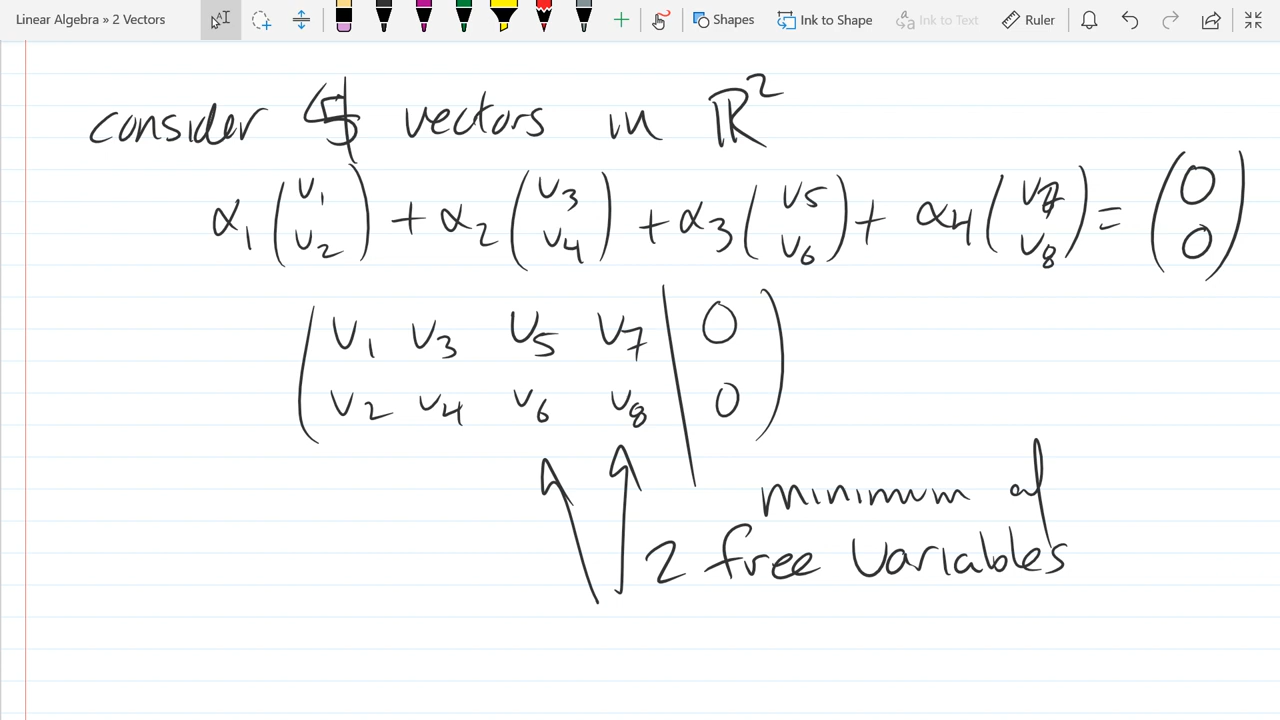 Linear Algebra » 2 Vectors Shapes Ink to Shape Ink to Text Ruler
consider vectors in ℝ²
α₁(v₁ v₂) + α₂(v₃ v₄) + α₃(v₅ v₆) + α₄(v₇ v₈) = (0 0)
v₁ v₃ v₅ v₇ | 0
v₂ v₄ v₆ v₈ | 0
minimum of
2 free variables